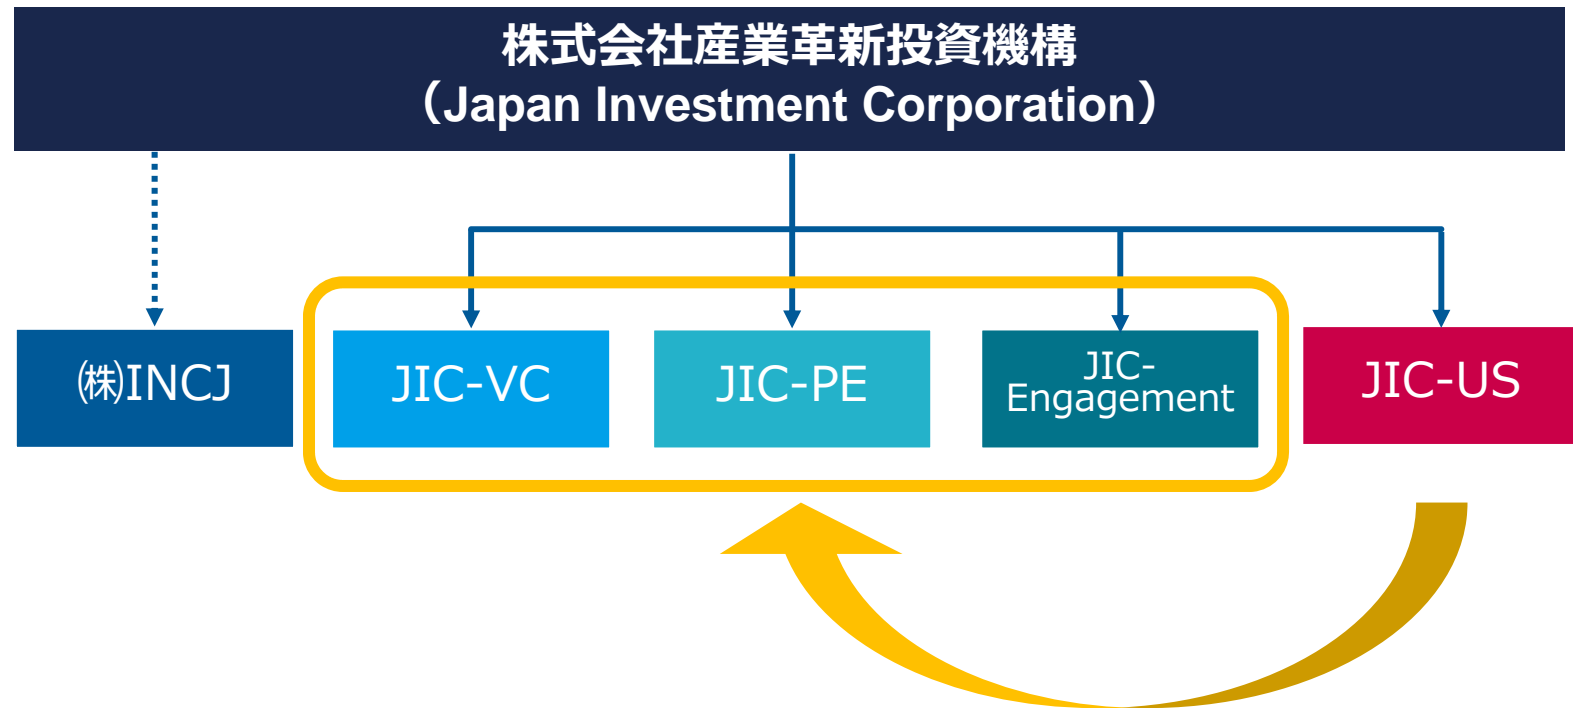 株式会社産業革新投資機構
（Japan Investment Corporation）
㈱INCJ
JIC-VC
JIC-PE
JIC-
Engagement
JIC-US